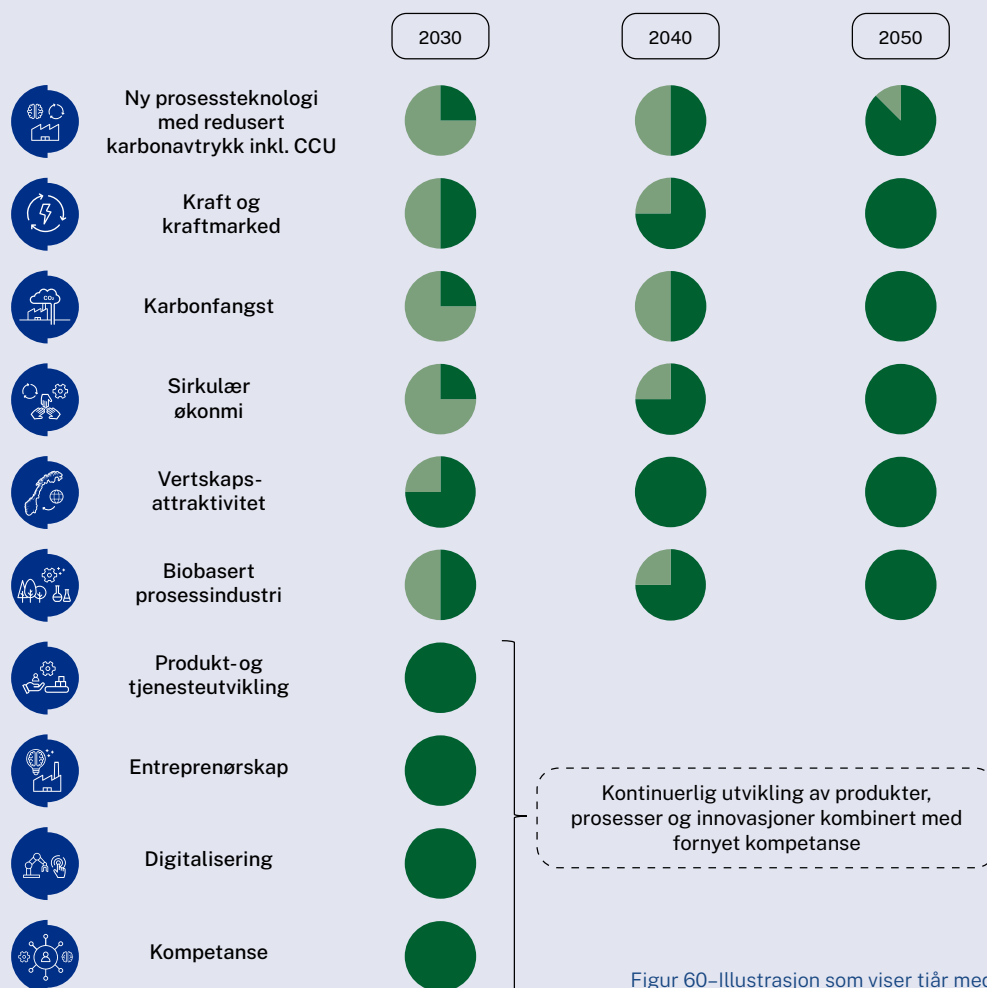 2030
2040
2050
Ny prosessteknologi
med redusert
karbonavtrykk inkl. CCU
Kraft og
kraftmarked
CO₂
Karbonfangst
Sirkulær
økonmi
Vertskaps-
attraktivitet
Biobasert
prosessindustri
Produkt-og
tjenesteutvikling
Entreprenørskap
Kontinuerlig utvikling av produkter,
prosesser og innovasjoner kombinert med
fornyet kompetanse
Digitalisering
Kompetanse
Figur 60–Illustrasjon som viser tiår med